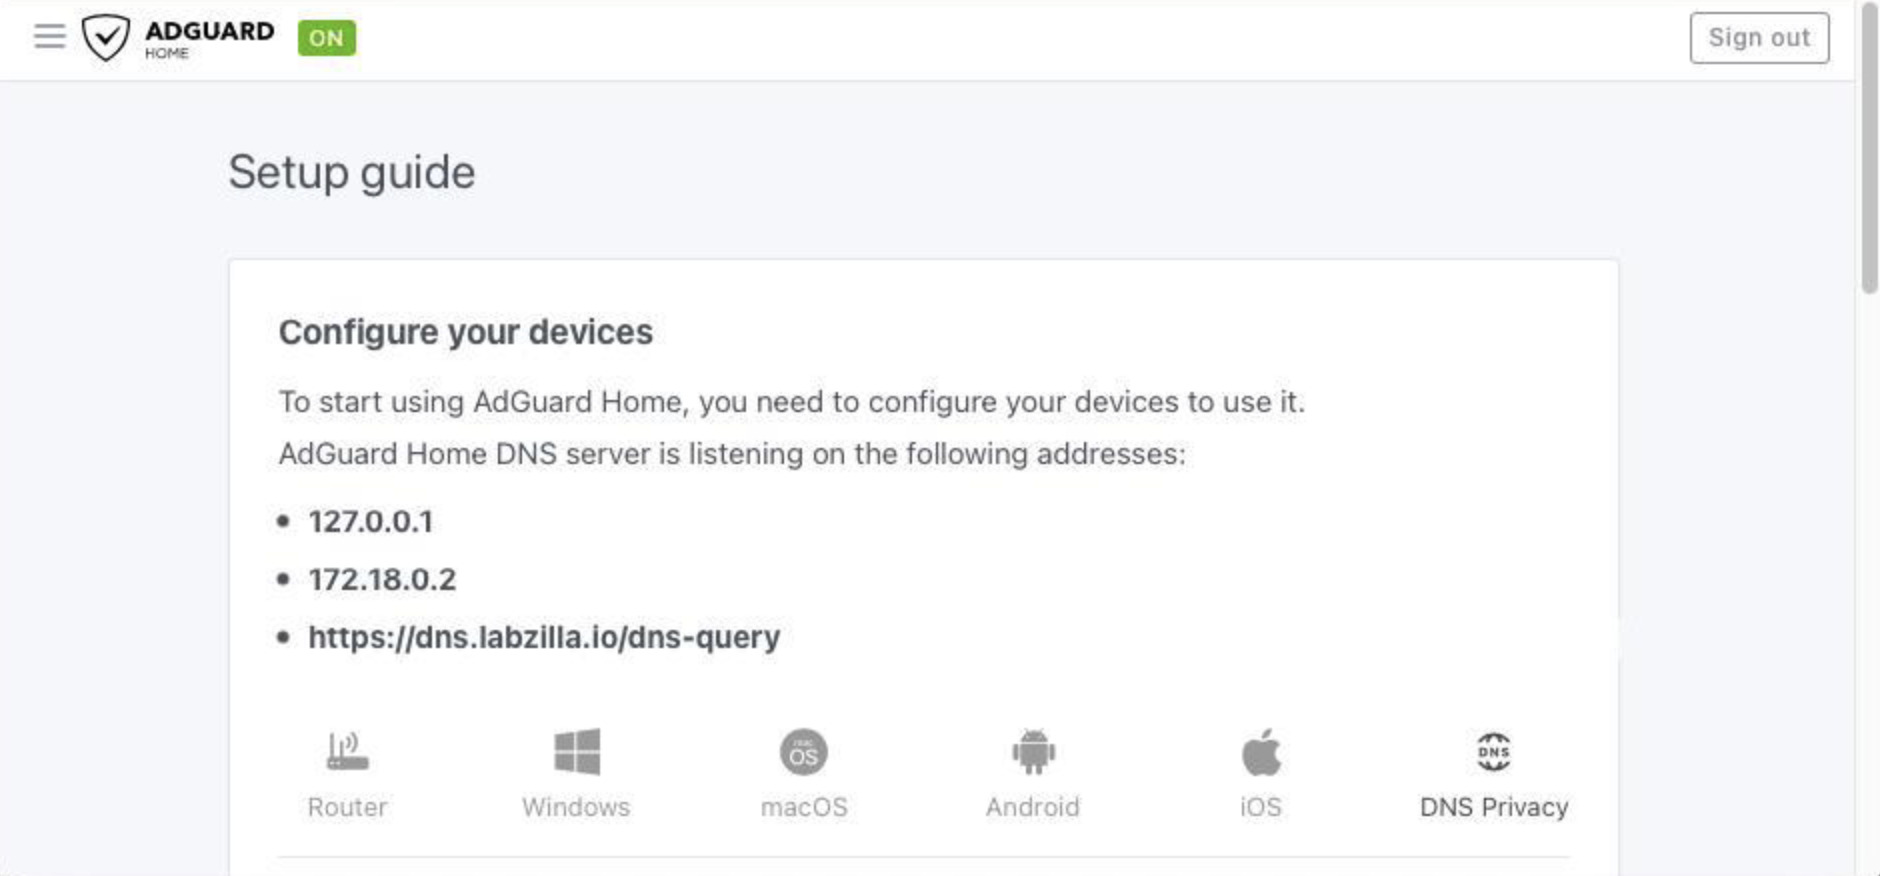 ADGUARD
HOME
ON
Sign out
Setup guide
Configure your devices
To start using AdGuard Home, you need to configure your devices to use it.
AdGuard Home DNS server is listening on the following addresses:
• 127.0.0.1
• 172.18.0.2
• https://dns.labzilla.io/dns-query
mac
OS
DNS
Router
Windows
macOS
Android
iOS
DNS Privacy